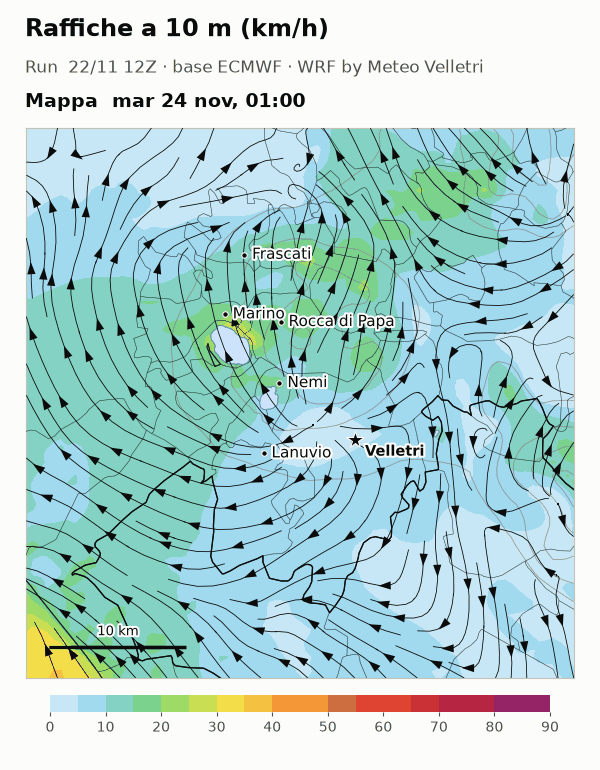 Raffiche a 10 m (km/h)
Run  22/11 12Z · base ECMWF · WRF by Meteo Velletri
Mappa  mar 24 nov, 01:00
Frascati
Marino
Rocca di Papa
Nemi
Velletri
Lanuvio
10 km
0 10 20 30 40 50 60 70 80 90